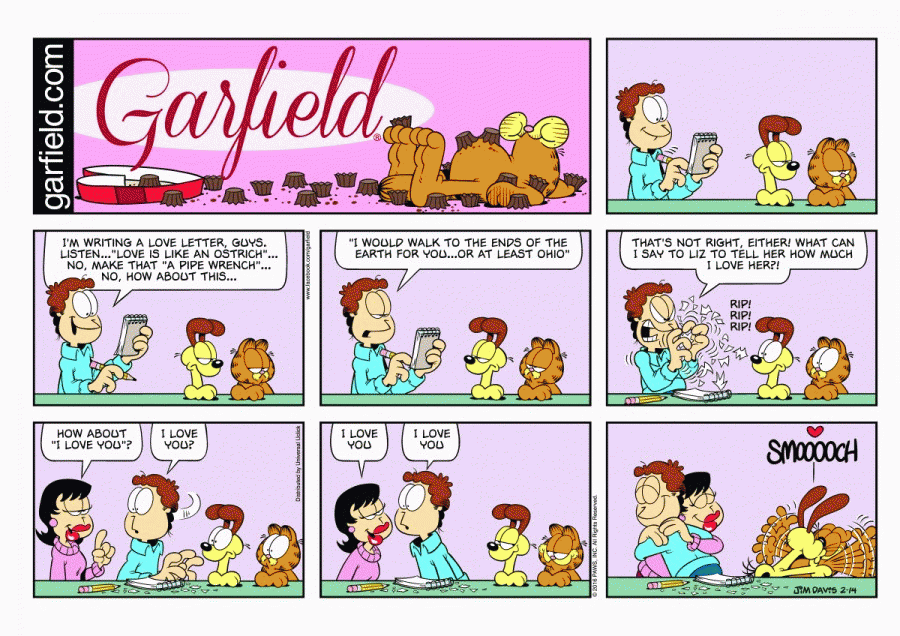 garfield.com
Garfield®
I'M WRITING A LOVE LETTER, GUYS.
LISTEN..."LOVE IS LIKE AN OSTRICH"...
NO, MAKE THAT "A PIPE WRENCH"...
NO, HOW ABOUT THIS...
www.facebook.com/garfield
"I WOULD WALK TO THE ENDS OF THE
EARTH FOR YOU...OR AT LEAST OHIO"
THAT'S NOT RIGHT, EITHER! WHAT CAN
I SAY TO LIZ TO TELL HER HOW MUCH
I LOVE HER?!
RIP!
RIP!
RIP!
HOW ABOUT
"I LOVE YOU"?
I LOVE
YOU?
Distributed by Universal Uclick
I LOVE
YOU
I LOVE
YOU
© 2016 PAWS, INC. All Rights Reserved.
SMOOOOCH
JIM DAVIS 2-14